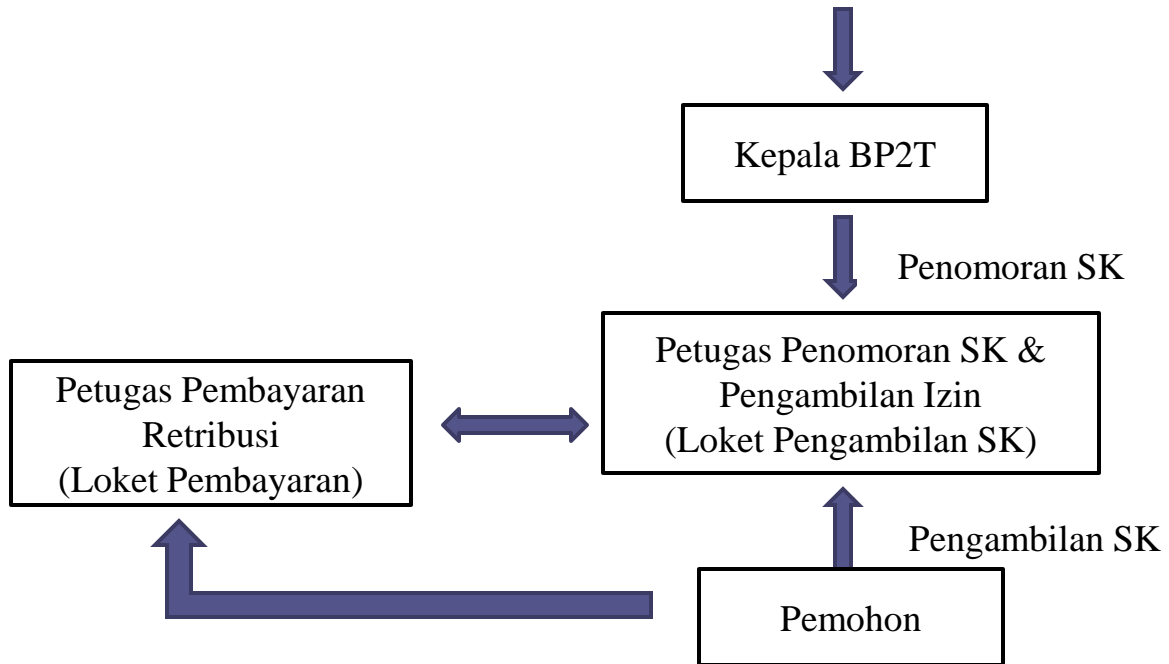 Kepala BP2T
Penomoran SK
Petugas Penomoran SK &
Pengambilan Izin
(Loket Pengambilan SK)
Petugas Pembayaran
Retribusi
(Loket Pembayaran)
Pengambilan SK
Pemohon